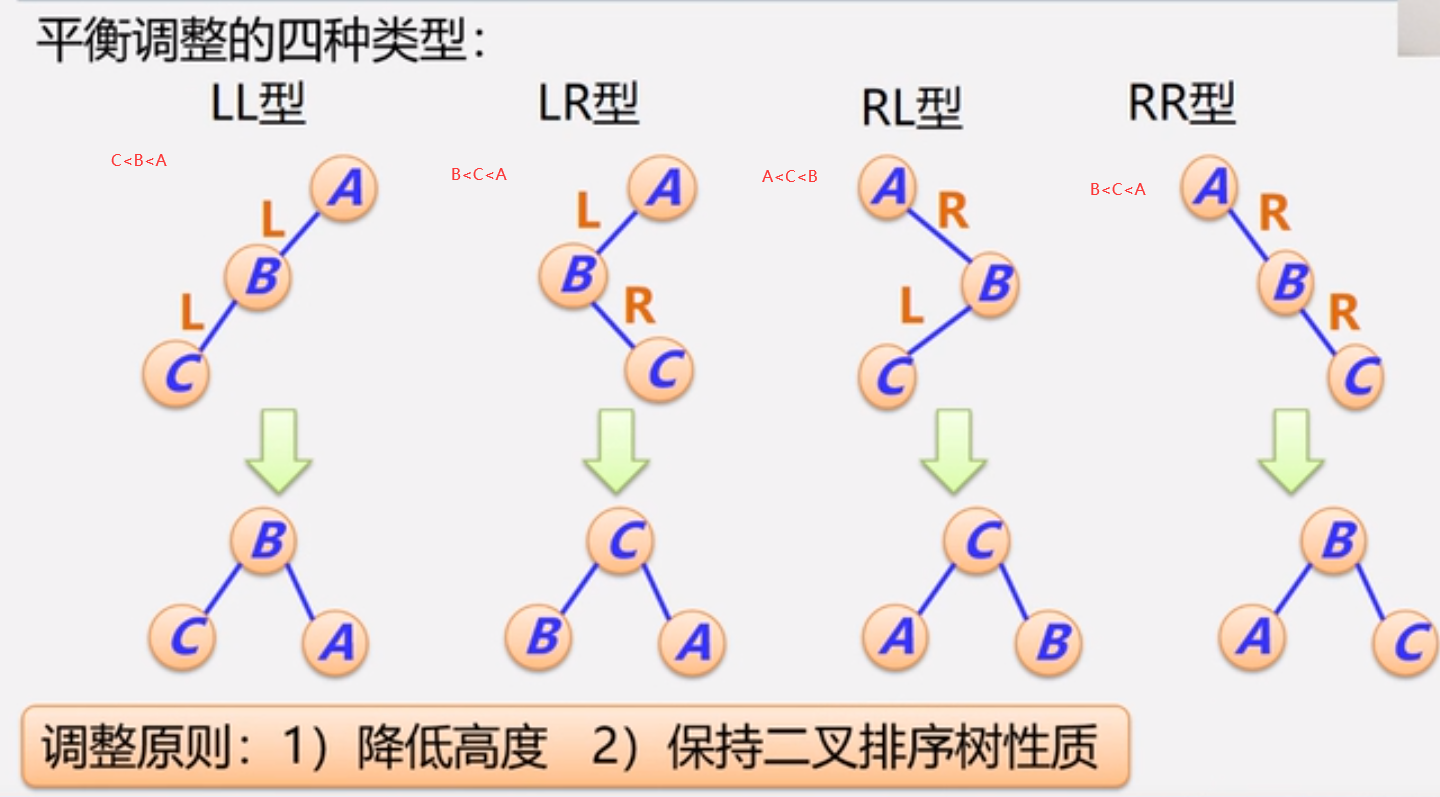 平衡调整的四种类型：
LL型 LR型 RL型 RR型
C<B<A B<C<A A<C<B B<C<A
A A A A
L L R R
B B B B
L R L R
C C C C
B C C B
C A B A A B A C
调整原则：1）降低高度 2）保持二叉排序树性质